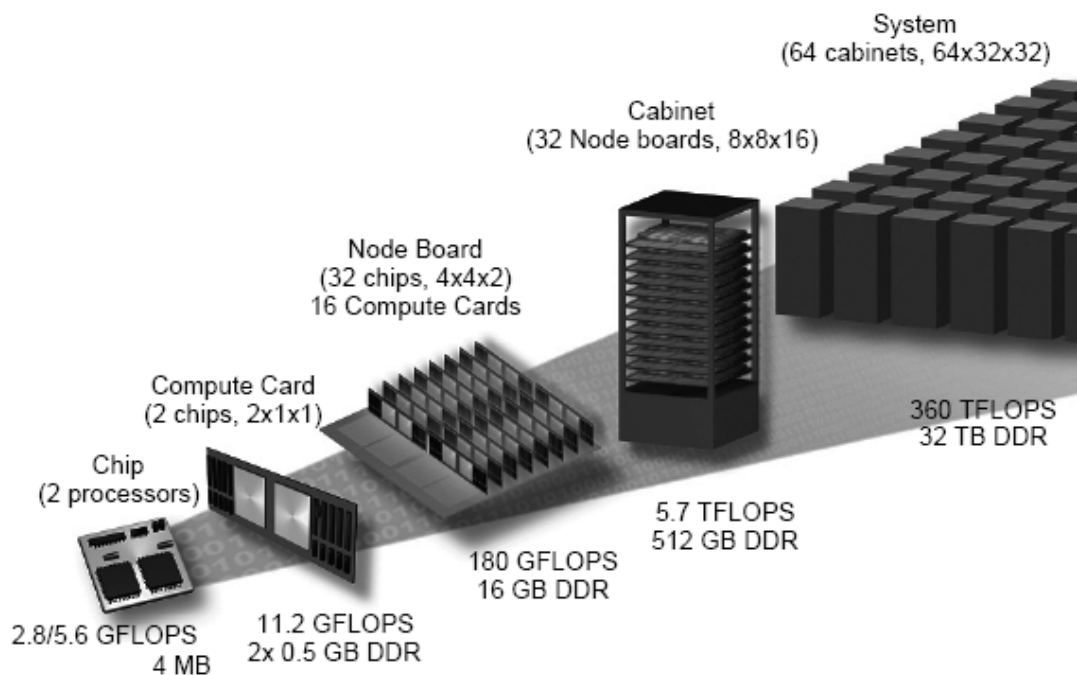 System
(64 cabinets, 64x32x32)
Cabinet
(32 Node boards, 8x8x16)
Node Board
(32 chips, 4x4x2)
16 Compute Cards
Compute Card
(2 chips, 2x1x1)
Chip
(2 processors)
2.8/5.6 GFLOPS
4 MB
11.2 GFLOPS
2x 0.5 GB DDR
180 GFLOPS
16 GB DDR
5.7 TFLOPS
512 GB DDR
360 TFLOPS
32 TB DDR